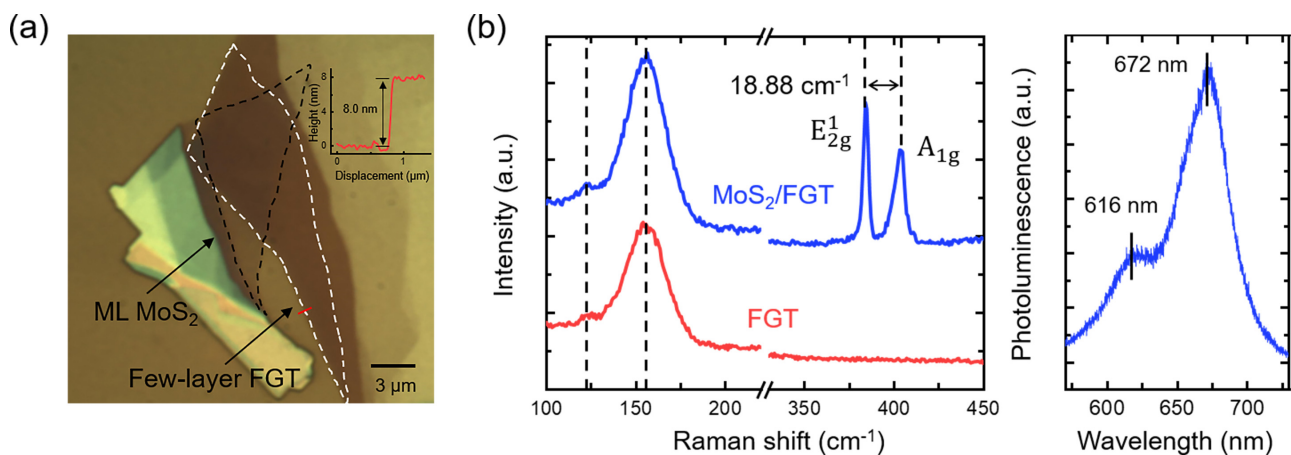 (a)
8
4
0
Height (nm)
8.0 nm
0
1
Displacement (µm)
ML MoS₂
Few-layer FGT
3 µm
(b)
Intensity (a.u.)
18.88 cm⁻¹
E¹₂g
A₁g
MoS₂/FGT
FGT
100 150 200 350 400 450
Raman shift (cm⁻¹)
Photoluminescence (a.u.)
672 nm
616 nm
600 650 700
Wavelength (nm)